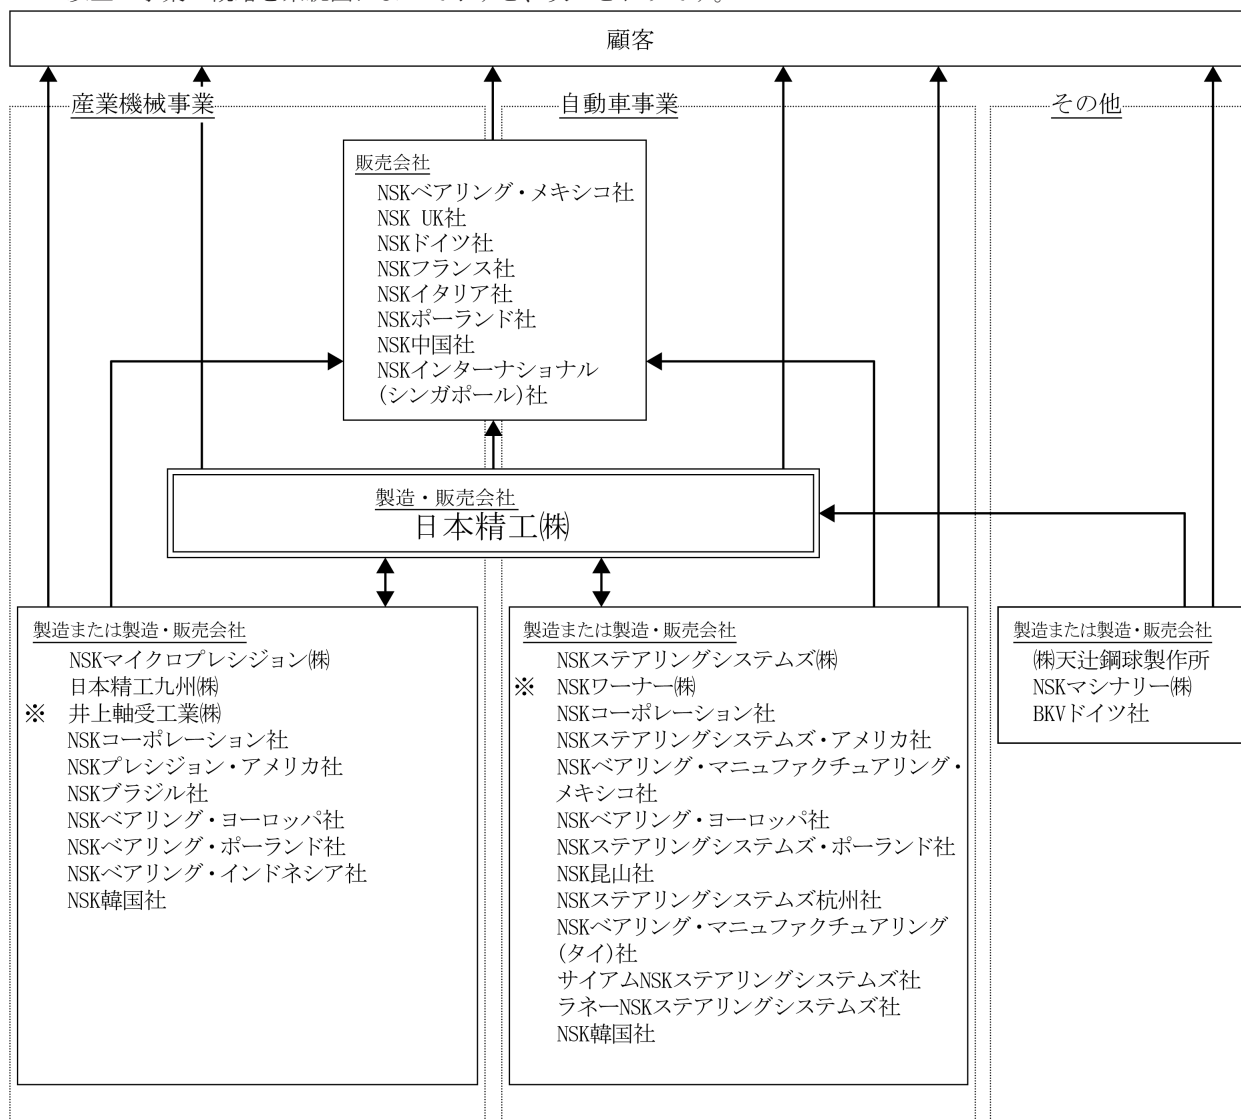 顧客
産業機械事業
自動車事業
その他
販売会社
NSKベアリング・メキシコ社
NSK UK社
NSKドイツ社
NSKフランス社
NSKイタリア社
NSKポーランド社
NSK中国社
NSKインターナショナル
(シンガポール)社
製造・販売会社
日本精工㈱
製造または製造・販売会社
NSKマイクロプレシジョン㈱
日本精工九州㈱
※ 井上軸受工業㈱
NSKコーポレーション社
NSKプレシジョン・アメリカ社
NSKブラジル社
NSKベアリング・ヨーロッパ社
NSKベアリング・ポーランド社
NSKベアリング・インドネシア社
NSK韓国社
製造または製造・販売会社
NSKステアリングシステムズ㈱
※ NSKワーナー㈱
NSKコーポレーション社
NSKステアリングシステムズ・アメリカ社
NSKベアリング・マニュファクチュアリング・
メキシコ社
NSKベアリング・ヨーロッパ社
NSKステアリングシステムズ・ポーランド社
NSK昆山社
NSKステアリングシステムズ杭州社
NSKベアリング・マニュファクチュアリング
(タイ)社
サイアムNSKステアリングシステムズ社
ラネーNSKステアリングシステムズ社
NSK韓国社
製造または製造・販売会社
㈱天辻鋼球製作所
NSKマシナリー㈱
BKVドイツ社